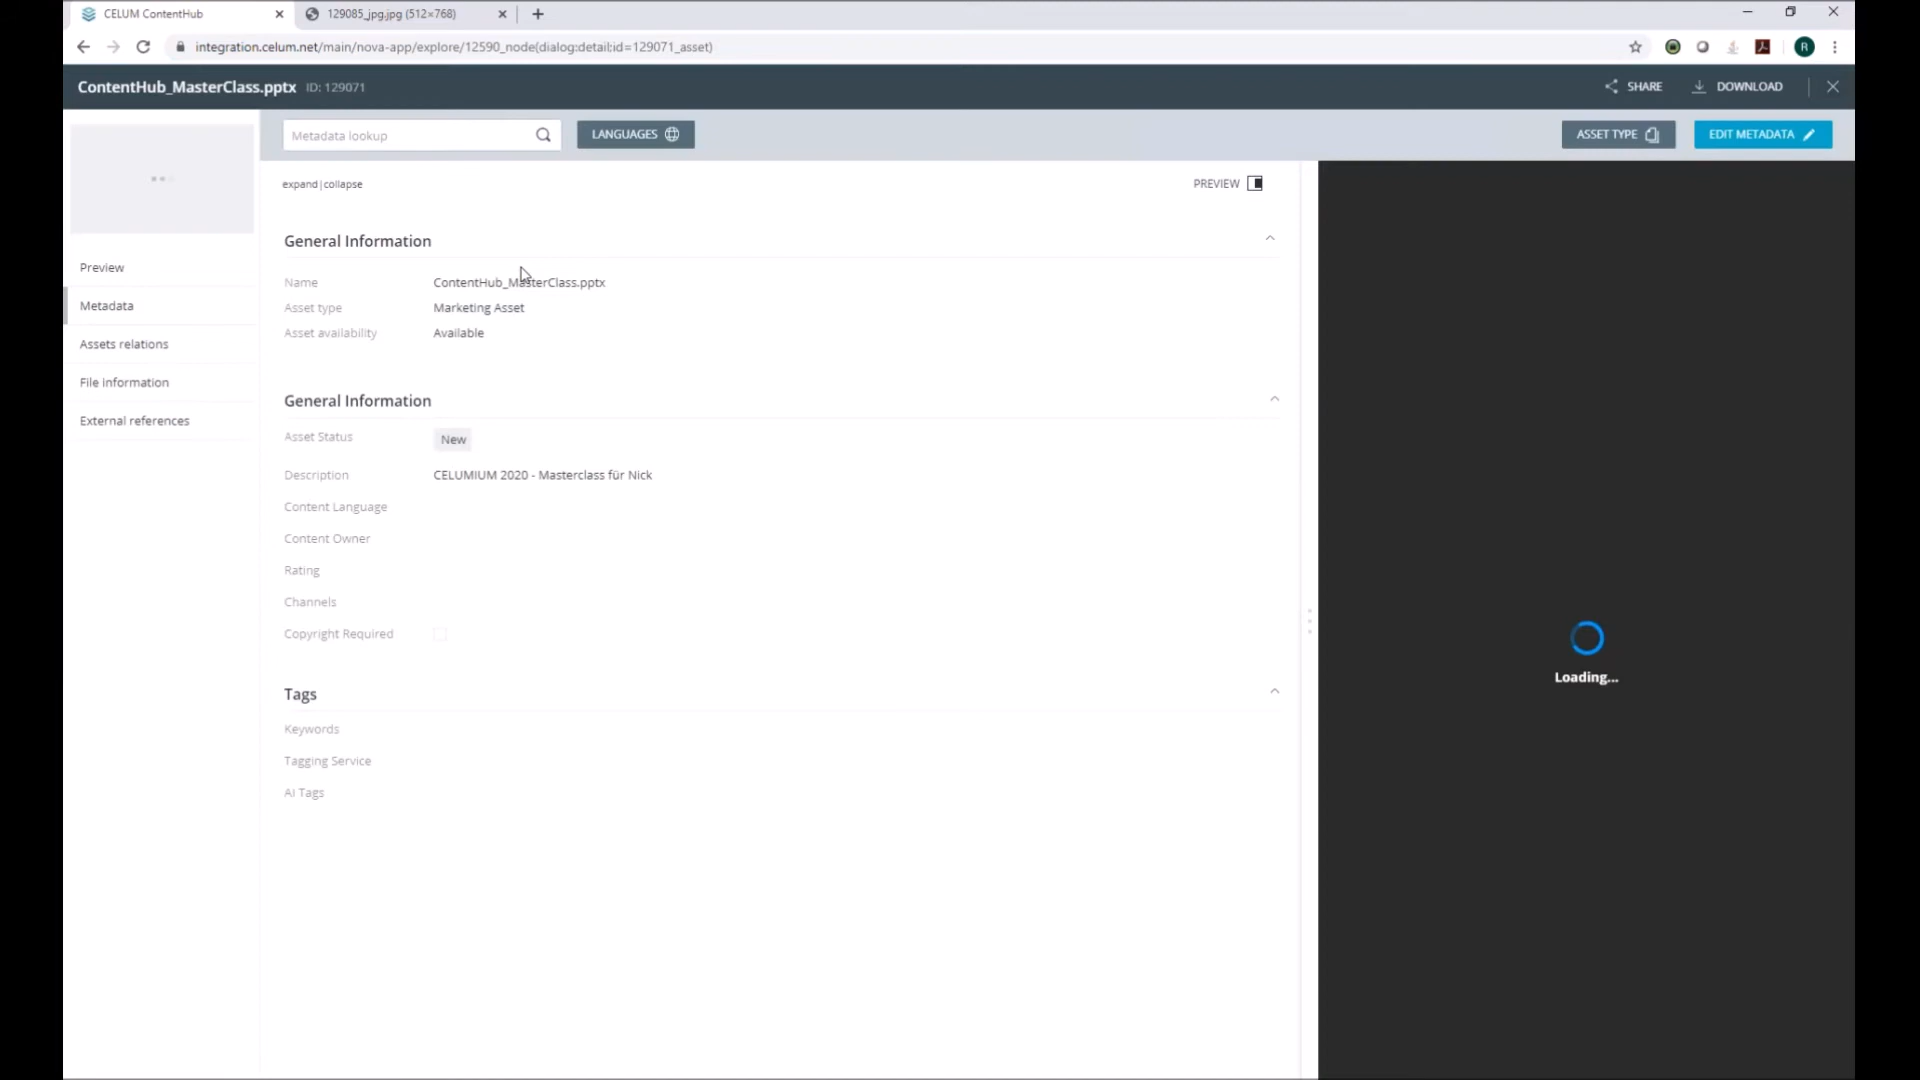 CELUM ContentHub
129085_jpg.jpg (512×768)
integration.celum.net/main/nova-app/explore/12590_node(dialog:detail:id=129071_asset)
R
ContentHub_MasterClass.pptx ID: 129071
SHARE
DOWNLOAD
Metadata lookup
LANGUAGES
ASSET TYPE
EDIT METADATA
expand|collapse
PREVIEW
Preview
Metadata
Assets relations
File information
External references
General Information
Name ContentHub_MasterClass.pptx
Asset type Marketing Asset
Asset availability Available
General Information
Asset Status New
Description CELUMIUM 2020 - Masterclass für Nick
Content Language
Content Owner
Rating
Channels
Copyright Required
Tags
Keywords
Tagging Service
AI Tags
Loading...